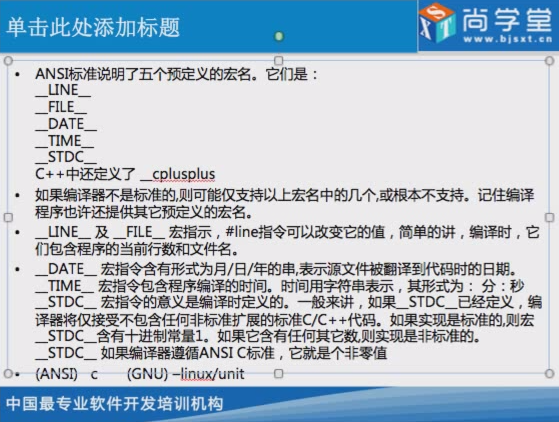 单击此处添加标题
尚学堂
www.bjsxt.cn
SXT
• ANSI标准说明了五个预定义的宏名。它们是：
__LINE__
__FILE__
__DATE__
__TIME__
__STDC__
C++中还定义了 __cplusplus
• 如果编译器不是标准的,则可能仅支持以上宏名中的几个,或根本不支持。记住编译
程序也许还提供其它预定义的宏名。
• __LINE__ 及 __FILE__ 宏指示，#line指令可以改变它的值，简单的讲，编译时，它
们包含程序的当前行数和文件名。
• __DATE__ 宏指令含有形式为月/日/年的串,表示源文件被翻译到代码时的日期。
__TIME__ 宏指令包含程序编译的时间。时间用字符串表示，其形式为： 分：秒
__STDC__ 宏指令的意义是编译时定义的。一般来讲，如果__STDC__已经定义，编
译器将仅接受不包含任何非标准扩展的标准C/C++代码。如果实现是标准的,则宏
__STDC__含有十进制常量1。如果它含有任何其它数,则实现是非标准的。
__STDC__ 如果编译器遵循ANSI C标准，它就是个非零值
• (ANSI) c (GNU) –linux/unit
中国最专业软件开发培训机构